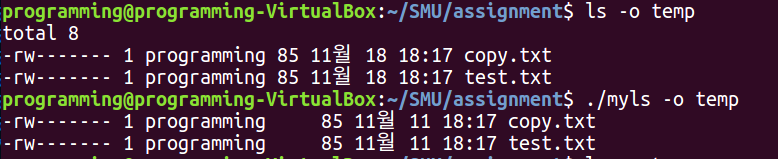 programming@programming-VirtualBox:~/SMU/assignment$ ls -o temp
total 8
-rw------- 1 programming 85 11월 18 18:17 copy.txt
-rw------- 1 programming 85 11월 18 18:17 test.txt
programming@programming-VirtualBox:~/SMU/assignment$ ./myls -o temp
-rw------- 1 programming      85 11월 11 18:17 copy.txt
-rw------- 1 programming      85 11월 11 18:17 test.txt